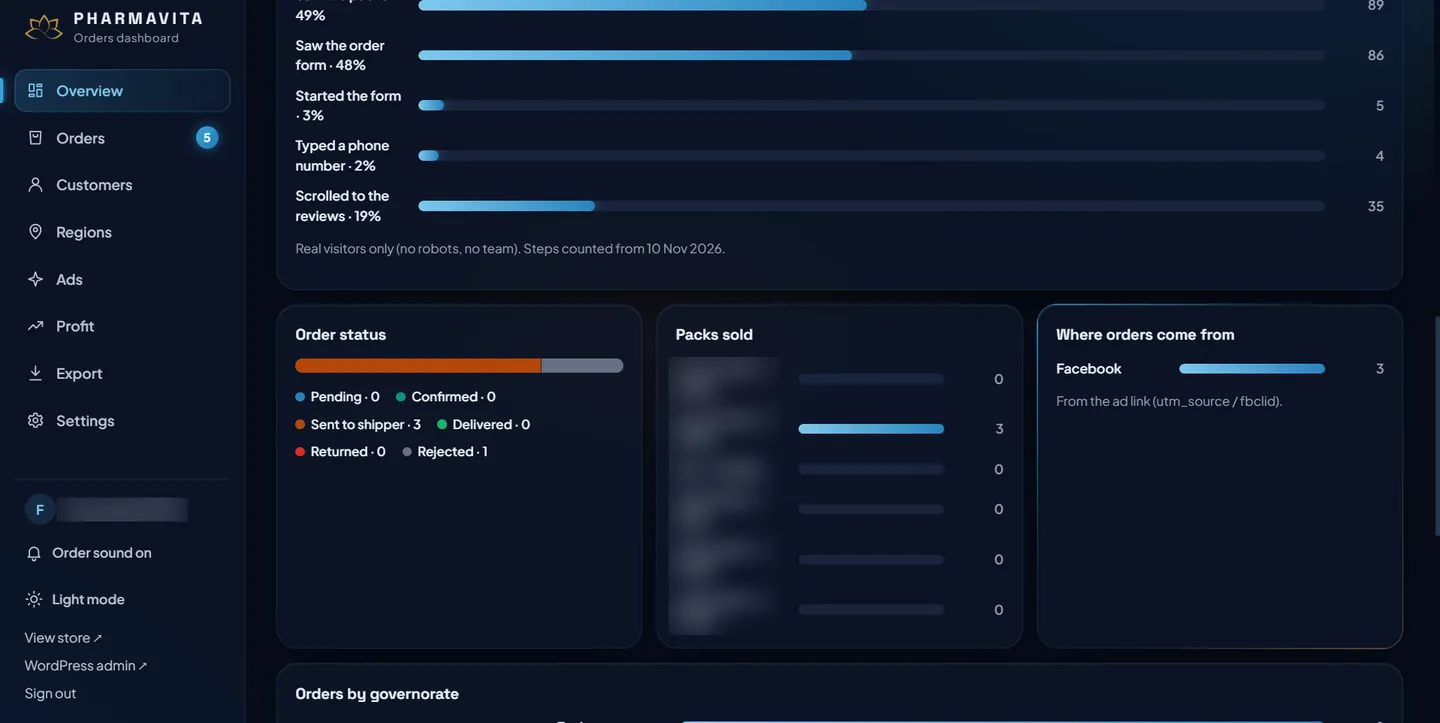 PHARMAVITA
Orders dashboard
Overview
Orders 5
Customers
Regions
Ads
Profit
Export
Settings
F
Order sound on
Light mode
View store ↗
WordPress admin ↗
Sign out
49%
89
Saw the order
form · 48%
86
Started the form
· 3%
5
Typed a phone
number · 2%
4
Scrolled to the
reviews · 19%
35
Real visitors only (no robots, no team). Steps counted from 10 Nov 2026.
Order status
Pending · 0 Confirmed · 0
Sent to shipper · 3 Delivered · 0
Returned · 0 Rejected · 1
Packs sold
0
3
0
0
0
0
Where orders come from
Facebook 3
From the ad link (utm_source / fbclid).
Orders by governorate